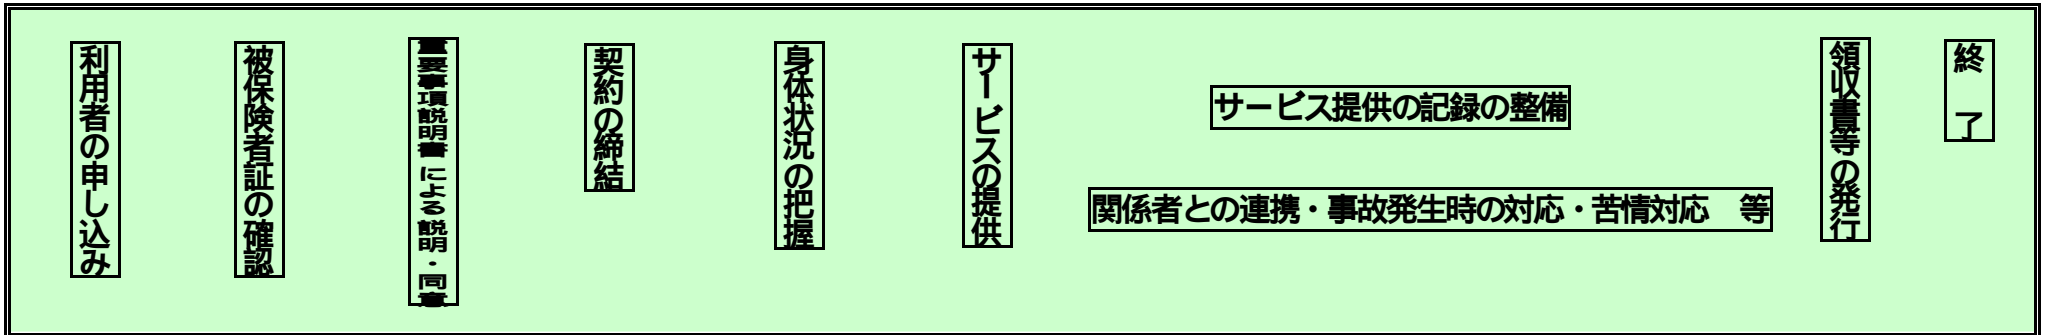 利用者の申し込み
被保険者証の確認
重要事項説明書による説明・同意
契約の締結
身体状況の把握
サービスの提供
サービス提供の記録の整備
関係者との連携・事故発生時の対応・苦情対応　等
領収書等の発行
終　了